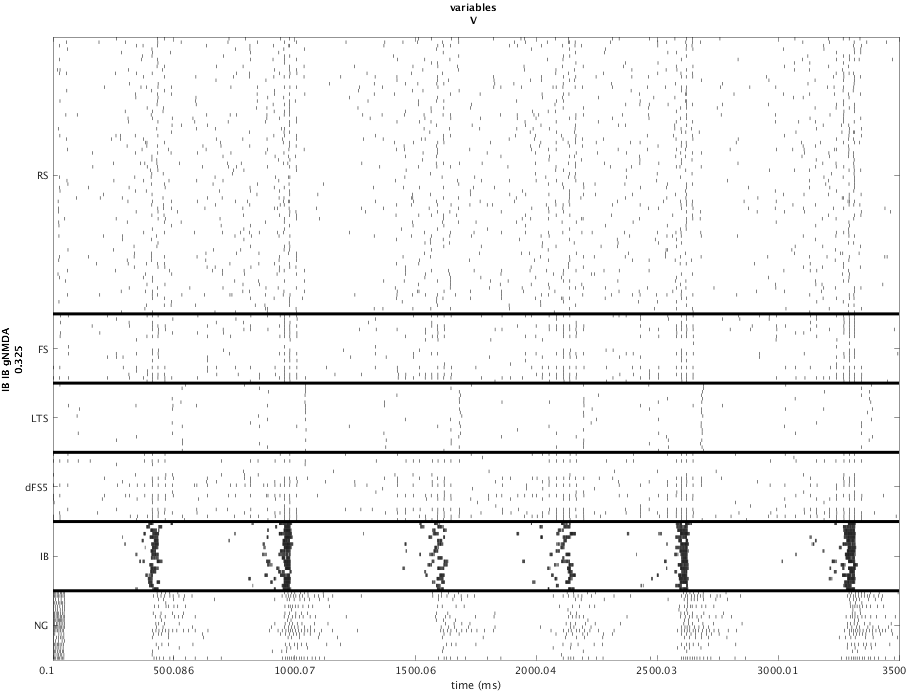 variables
V
RS
FS
LTS
dFS5
IB
NG
IB IB gNMDA
0.325
0.1 500.086 1000.07 1500.06 2000.04 2500.03 3000.01 3500
time (ms)